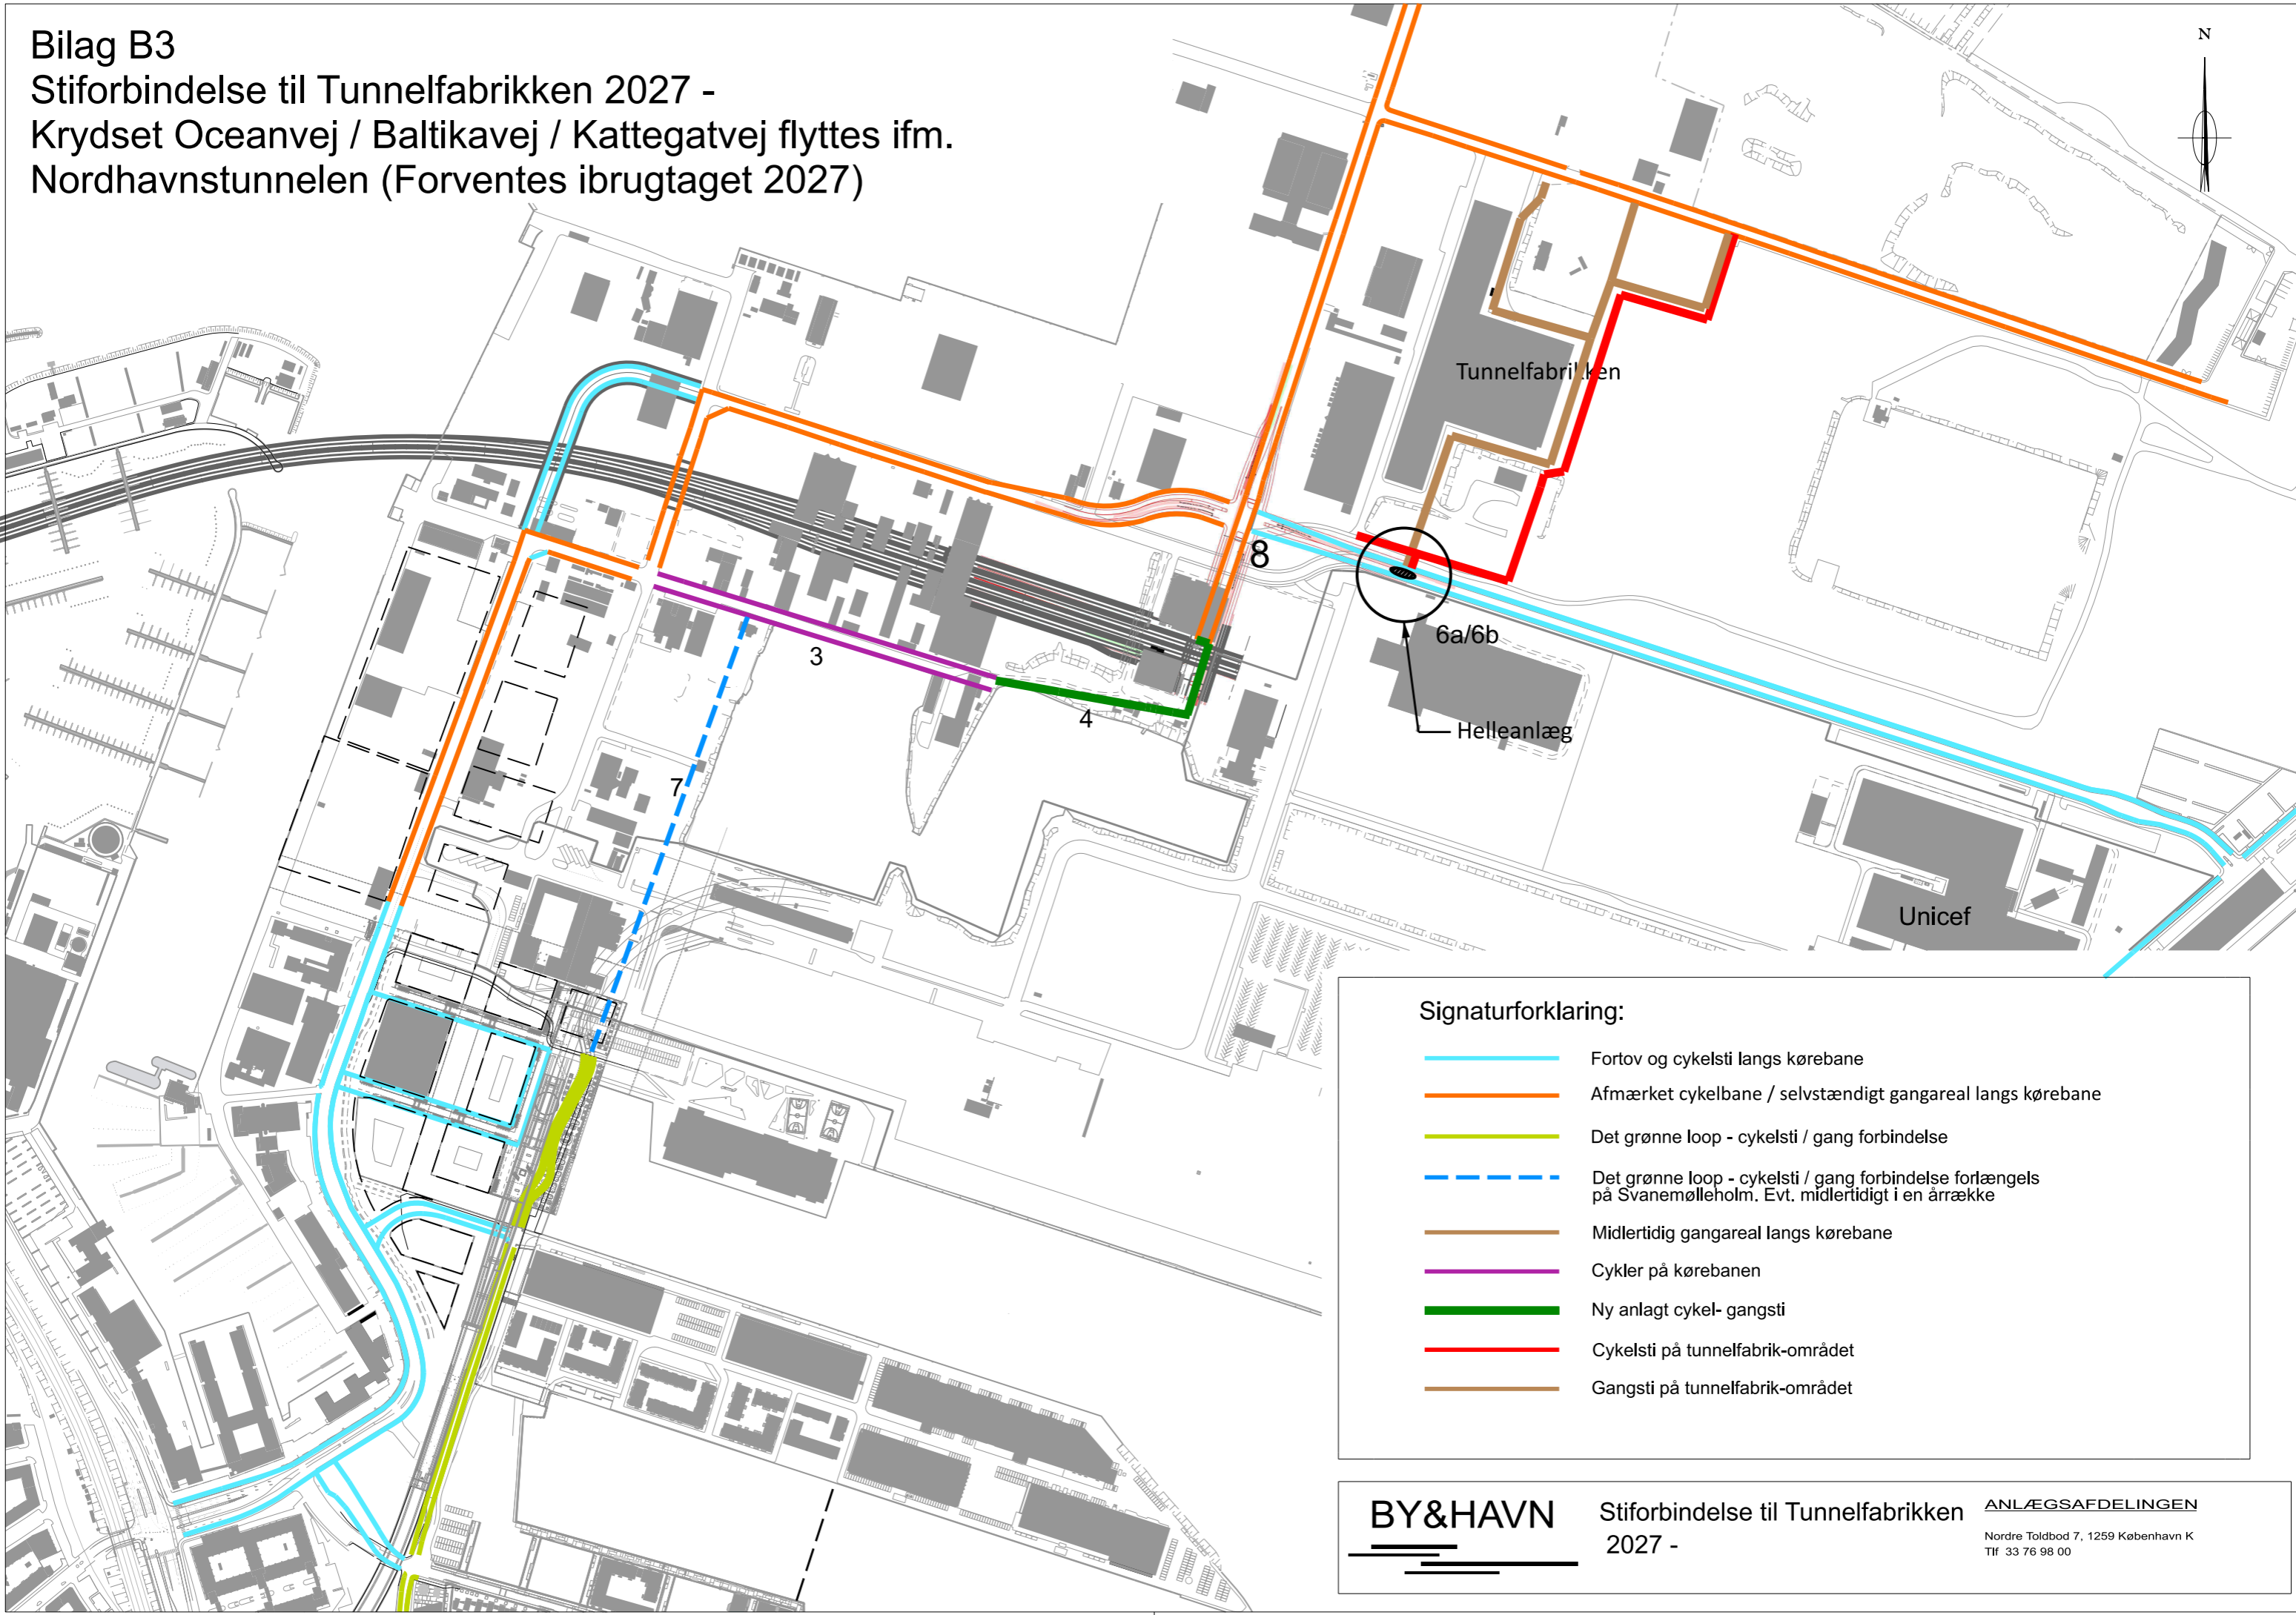 Bilag B3
Stiforbindelse til Tunnelfabrikken 2027 -
Krydset Oceanvej / Baltikavej / Kattegatvej flyttes ifm.
Nordhavnstunnelen (Forventes ibrugtaget 2027)
N
Tunnelfabrikken
8
6a/6b
3
4
Helleanlæg
7
Unicef
Signaturforklaring:
Fortov og cykelsti langs kørebane
Afmærket cykelbane / selvstændigt gangareal langs kørebane
Det grønne loop - cykelsti / gang forbindelse
Det grønne loop - cykelsti / gang forbindelse forlængels
på Svanemølleholm. Evt. midlertidigt i en årrække
Midlertidig gangareal langs kørebane
Cykler på kørebanen
Ny anlagt cykel- gangsti
Cykelsti på tunnelfabrik-området
Gangsti på tunnelfabrik-området
BY&HAVN
Stiforbindelse til Tunnelfabrikken
2027 -
ANLÆGSAFDELINGEN
Nordre Toldbod 7, 1259 København K
Tlf 33 76 98 00